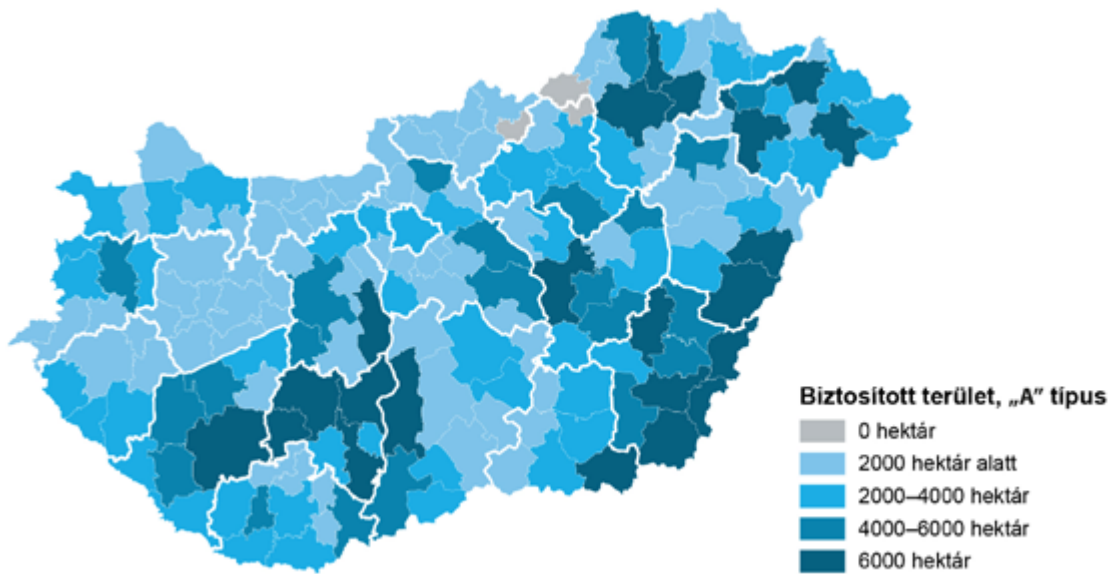 Biztosított terület, „A” típus
0 hektár
2000 hektár alatt
2000–4000 hektár
4000–6000 hektár
6000 hektár